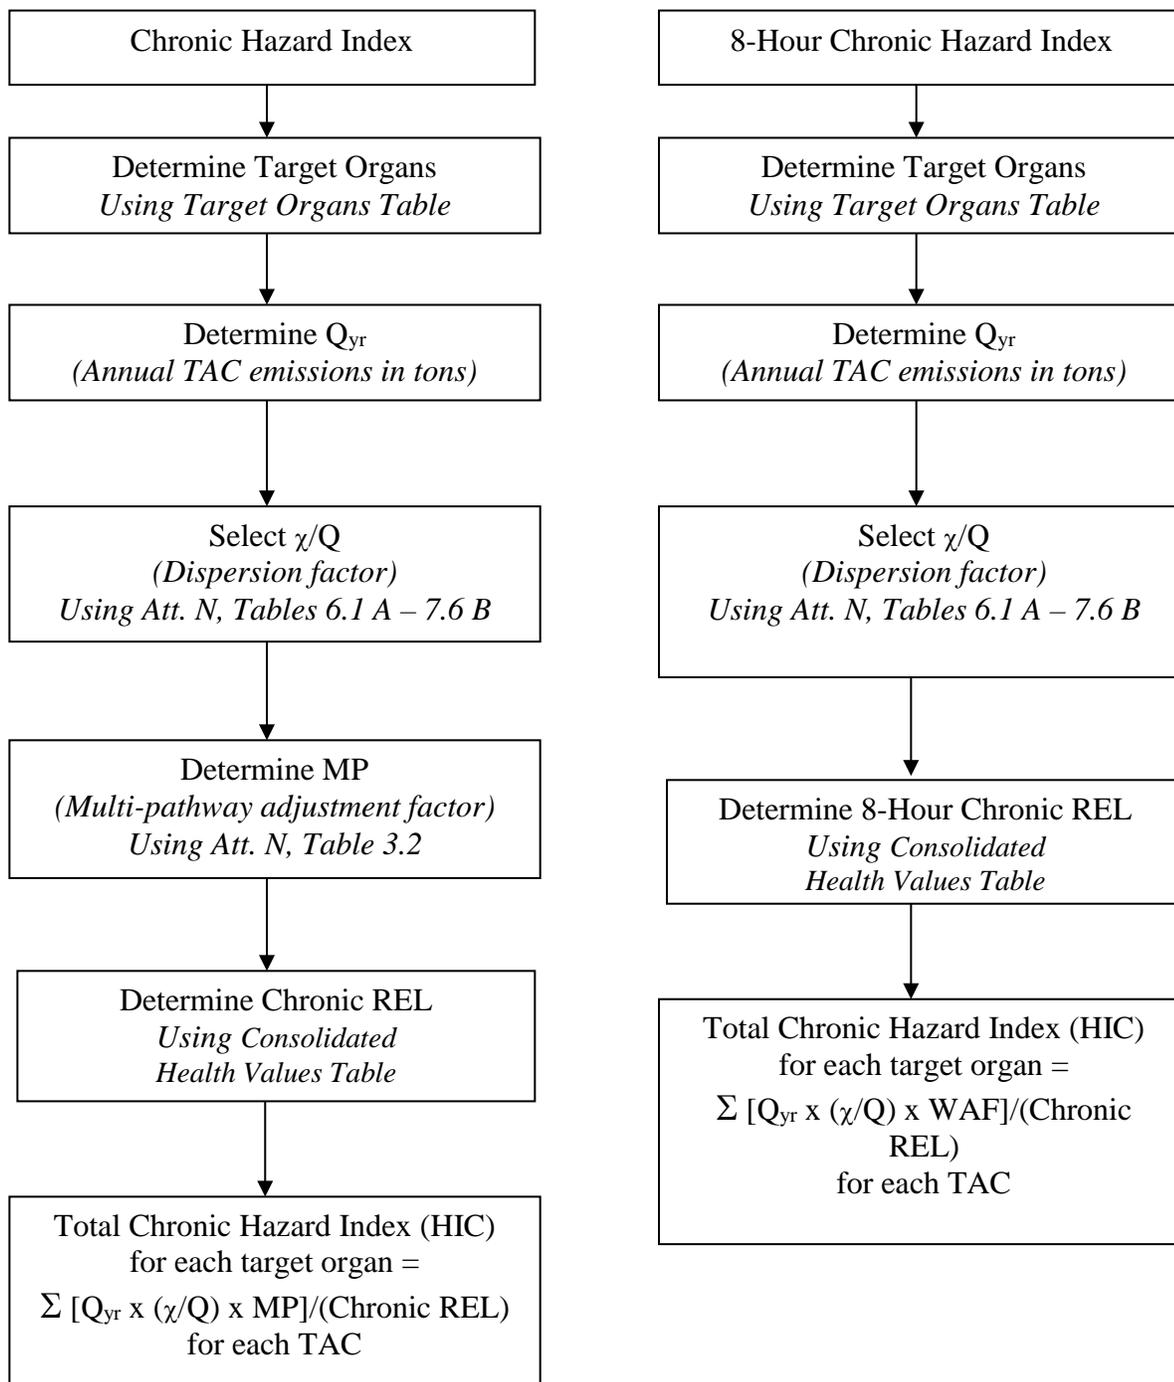 Chronic Hazard Index
Determine Target Organs
Using Target Organs Table
Determine Qyr
(Annual TAC emissions in tons)
Select χ/Q
(Dispersion factor)
Using Att. N, Tables 6.1 A – 7.6 B
Determine MP
(Multi-pathway adjustment factor)
Using Att. N, Table 3.2
Determine Chronic REL
Using Consolidated
Health Values Table
Total Chronic Hazard Index (HIC)
for each target organ =
Σ [Qyr x (χ/Q) x MP]/(Chronic REL)
for each TAC
8-Hour Chronic Hazard Index
Determine Target Organs
Using Target Organs Table
Determine Qyr
(Annual TAC emissions in tons)
Select χ/Q
(Dispersion factor)
Using Att. N, Tables 6.1 A – 7.6 B
Determine 8-Hour Chronic REL
Using Consolidated
Health Values Table
Total Chronic Hazard Index (HIC)
for each target organ =
Σ [Qyr x (χ/Q) x WAF]/(Chronic
REL)
for each TAC